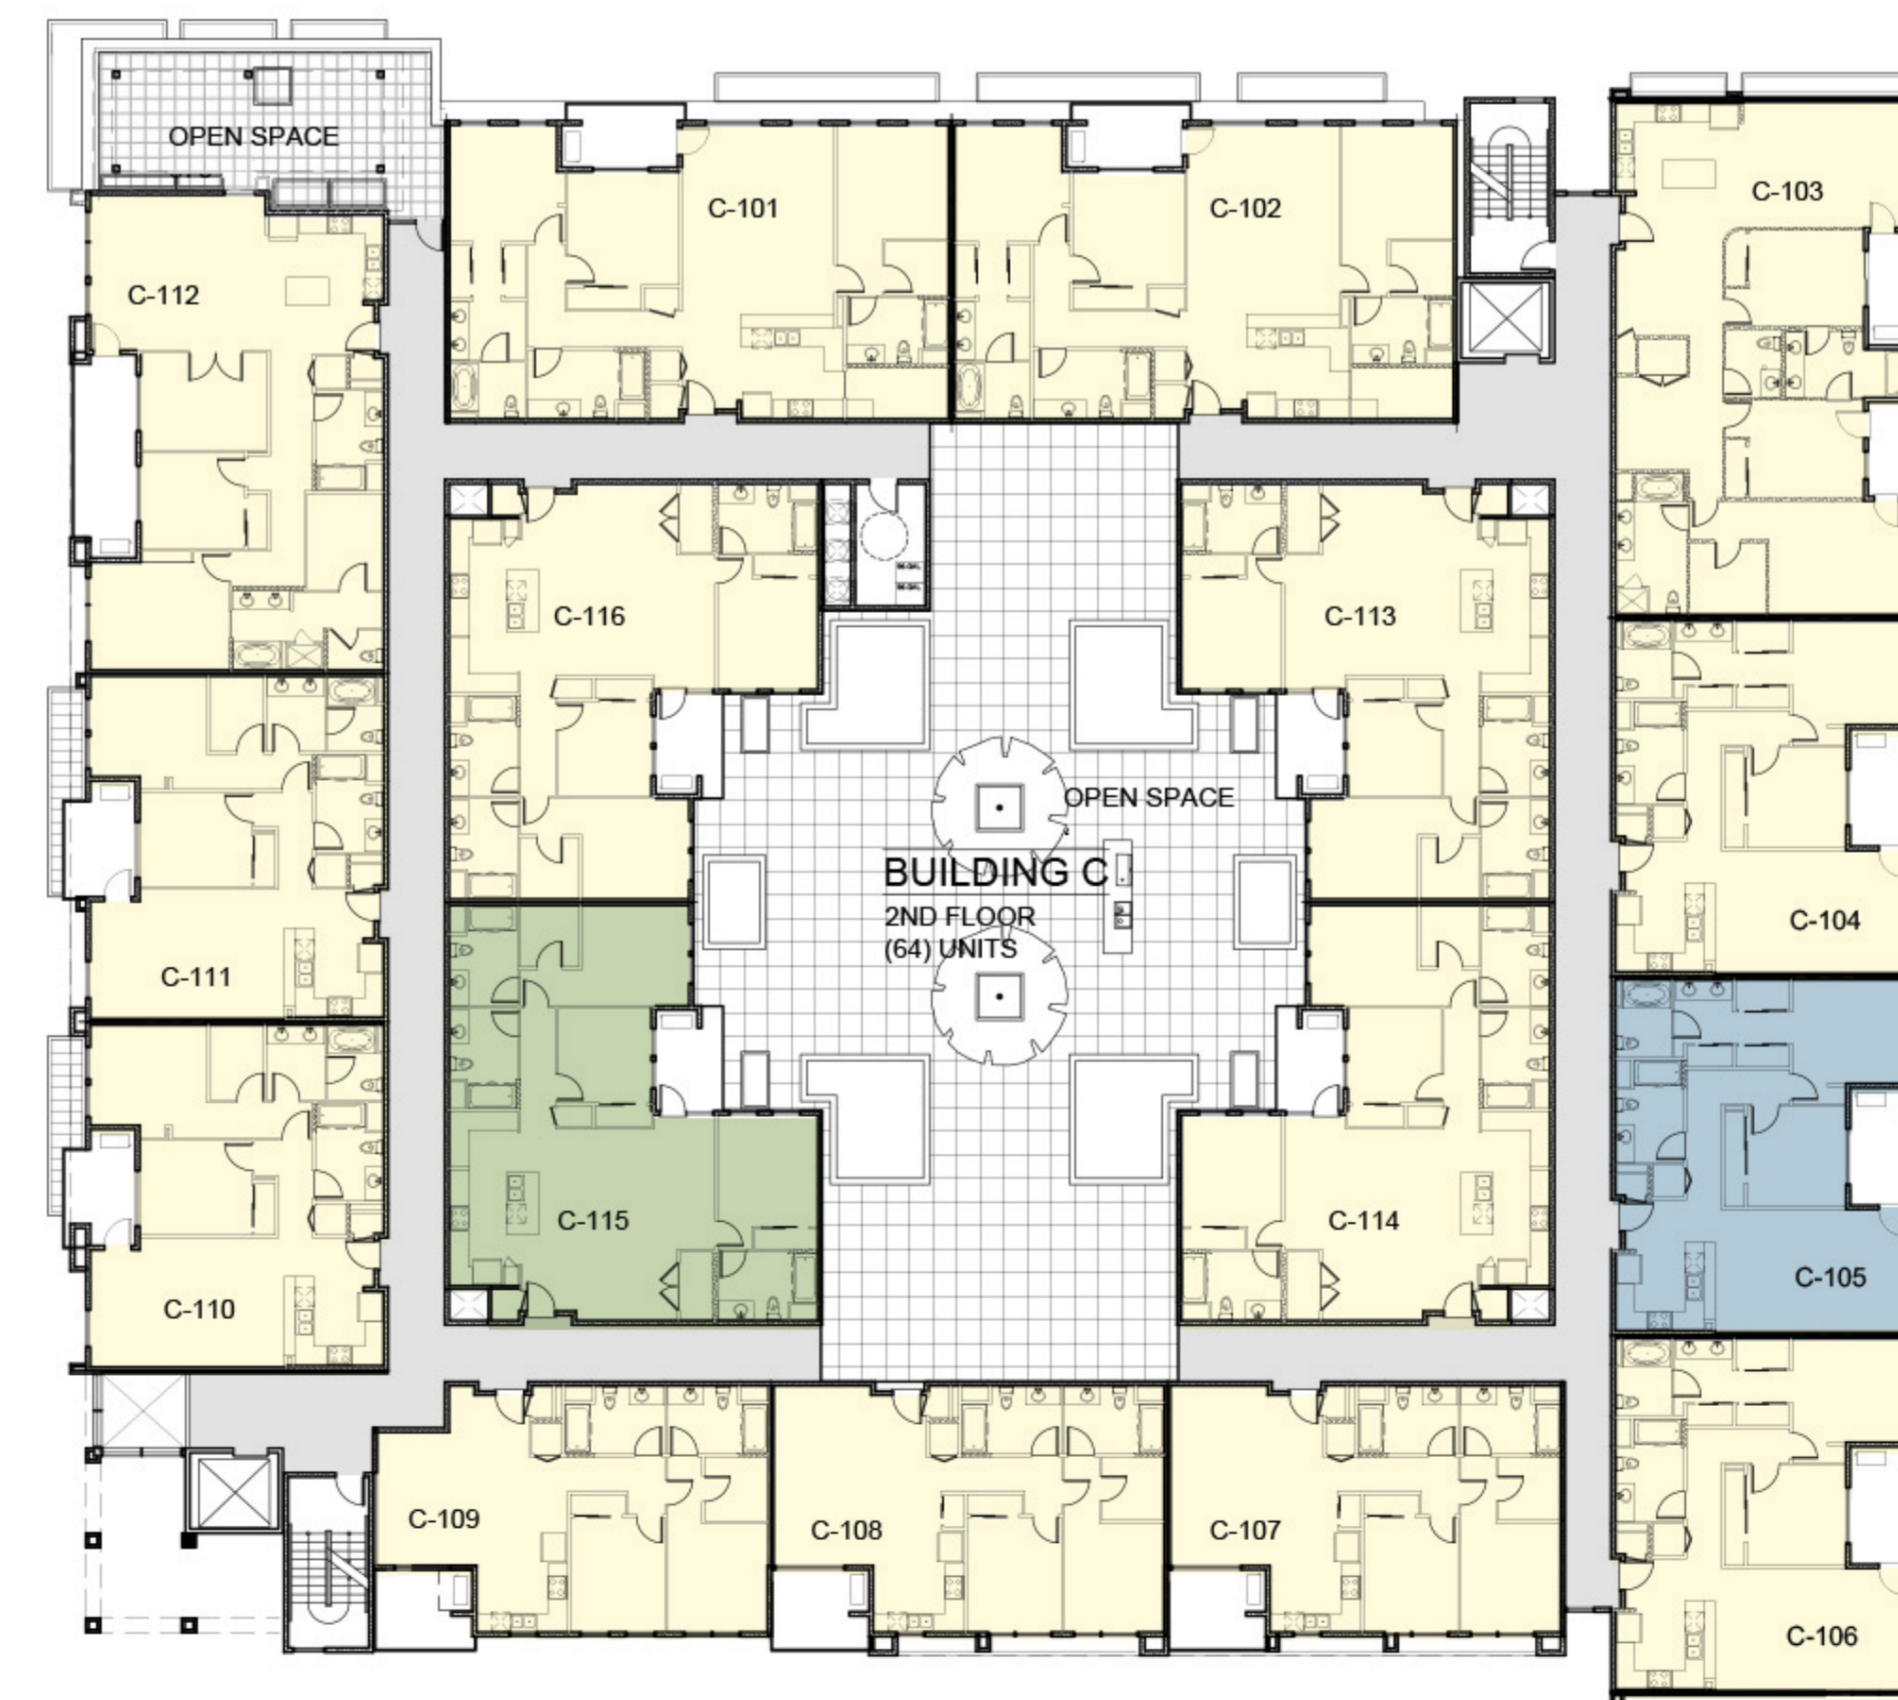 OPEN SPACE
C-101
C-102
C-103
C-112
C-116
C-113
OPEN SPACE
BUILDING C
2ND FLOOR
(64) UNITS
C-104
C-111
C-115
C-114
C-105
C-110
C-109
C-108
C-107
C-106